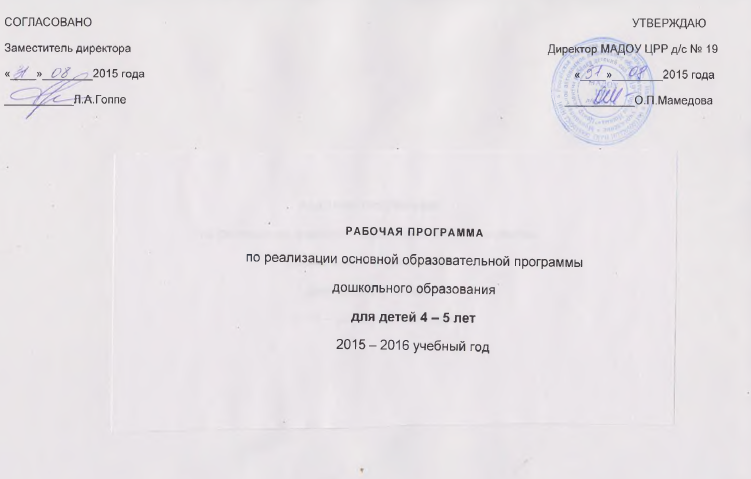 СОГЛАСОВАНО
Заместитель директора
«31» 08 2015 года
Л.А.Гоппе
УТВЕРЖДАЮ
Директор МАДОУ ЦРР д/с № 19
«31» 08 2015 года
О.П.Мамедова
РАБОЧАЯ ПРОГРАММА
по реализации основной образовательной программы
дошкольного образования
для детей 4 – 5 лет
2015 – 2016 учебный год